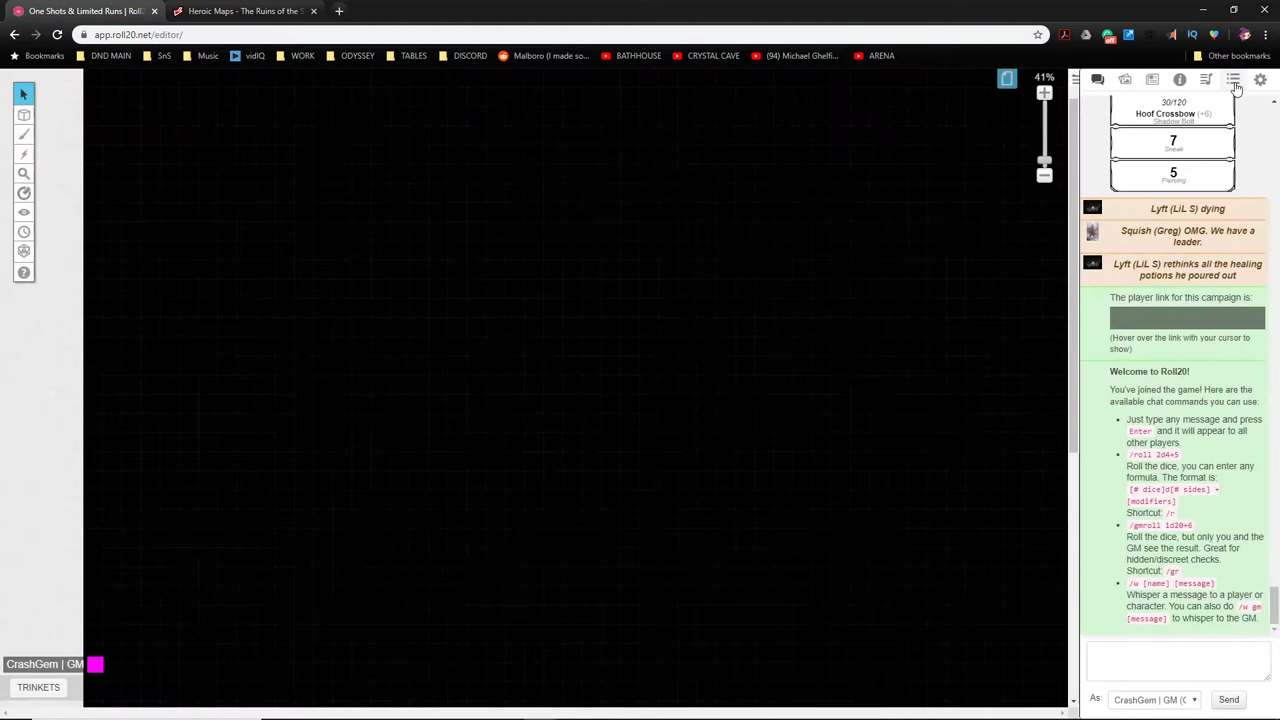 One Shots & Limited Runs | Roll2
Heroic Maps - The Ruins of the S
app.roll20.net/editor/
Bookmarks
DND MAIN
SnS
Music
vidIQ
WORK
ODYSSEY
TABLES
DISCORD
Malboro (I made so...
BATHHOUSE
CRYSTAL CAVE
(94) Michael Ghelfi...
ARENA
Other bookmarks
41%
30/120
Hoof Crossbow (+6)
Shadow Bolt
7
Sneak
5
Piercing
Lyft (LiL S) dying
Squish (Greg) OMG. We have a
leader.
Lyft (LiL S) rethinks all the healing
potions he poured out
The player link for this campaign is:
(Hover over the link with your cursor to
show)
Welcome to Roll20!
You've joined the game! Here are the
available chat commands you can use:
Just type any message and press
Enter and it will appear to all
other players.
/roll 2d4+5
Roll the dice, you can enter any
formula. The format is:
[# dice]d[# sides] +
[modifiers]
Shortcut: /r
/gmroll 1d20+6
Roll the dice, but only you and the
GM see the result. Great for
hidden/discreet checks.
Shortcut: /gr
/w [name] [message]
Whisper a message to a player or
character. You can also do /w gm
[message] to whisper to the GM.
CrashGem | GM
TRINKETS
As:
CrashGem | GM (C
Send